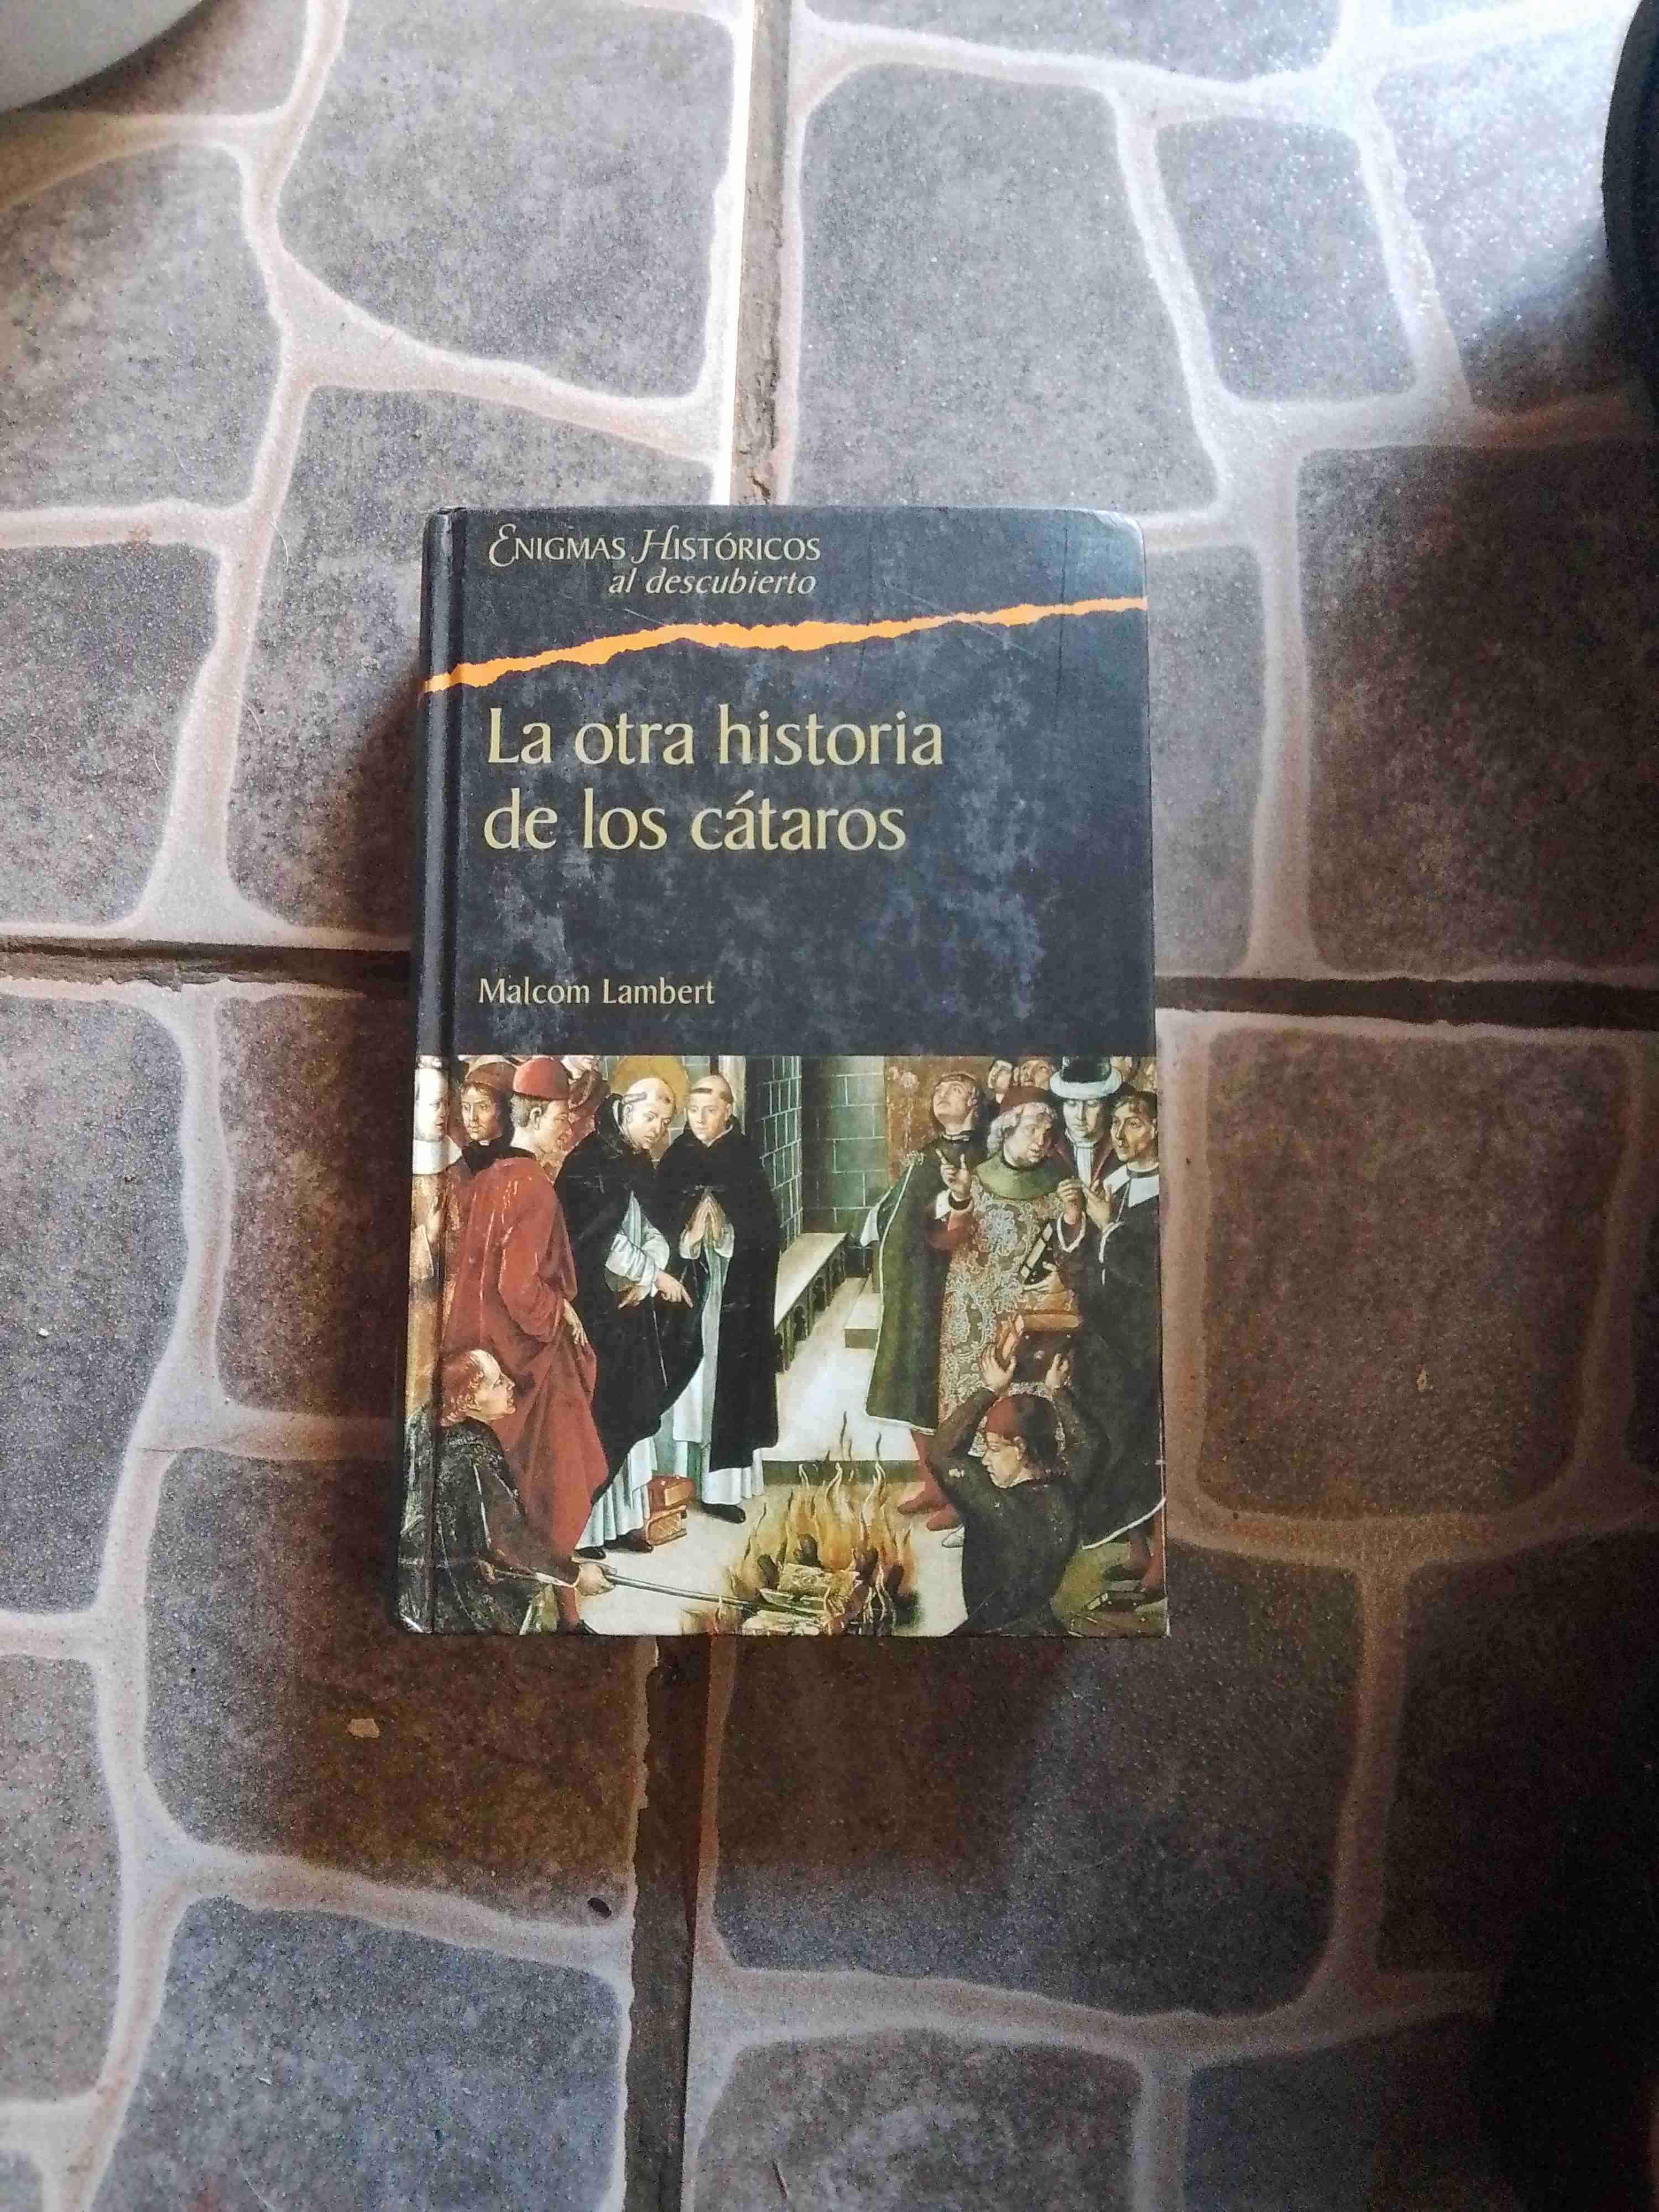 ENIGMAS HISTÓRICOS
al descubierto
La otra historia
de los cátaros
Malcom Lambert